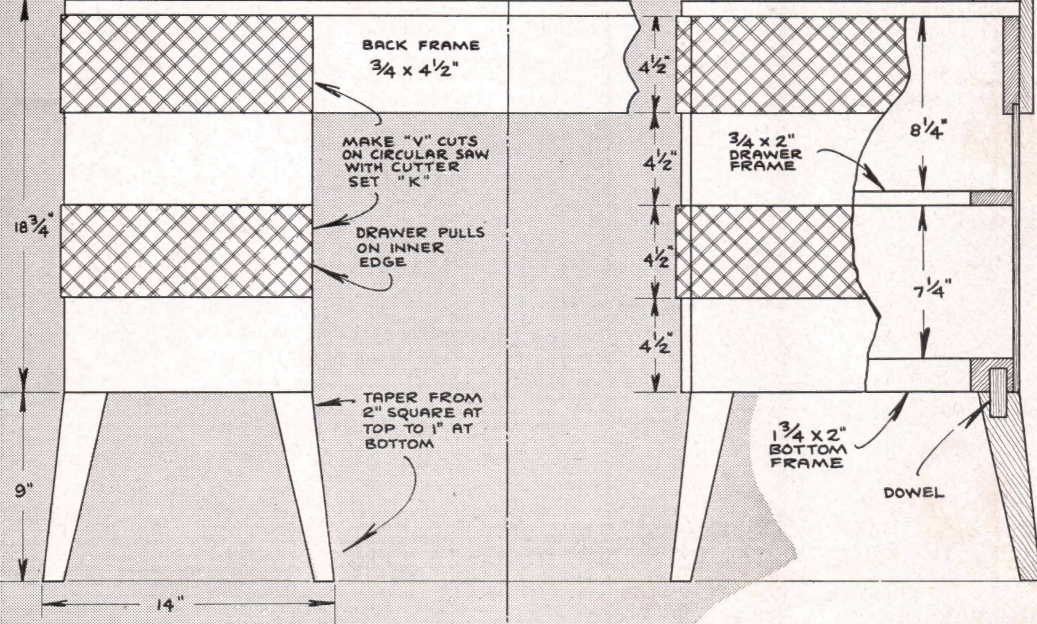 BACK FRAME
3/4 x 4 1/2"
MAKE "V" CUTS
ON CIRCULAR SAW
WITH CUTTER
SET "K"
18 3/4"
DRAWER PULLS
ON INNER
EDGE
TAPER FROM
2" SQUARE AT
TOP TO 1" AT
BOTTOM
9"
14"
4 1/2"
4 1/2"
4 1/2"
4 1/2"
8 1/4"
3/4 x 2"
DRAWER
FRAME
7 1/4"
1 3/4 x 2"
BOTTOM
FRAME
DOWEL